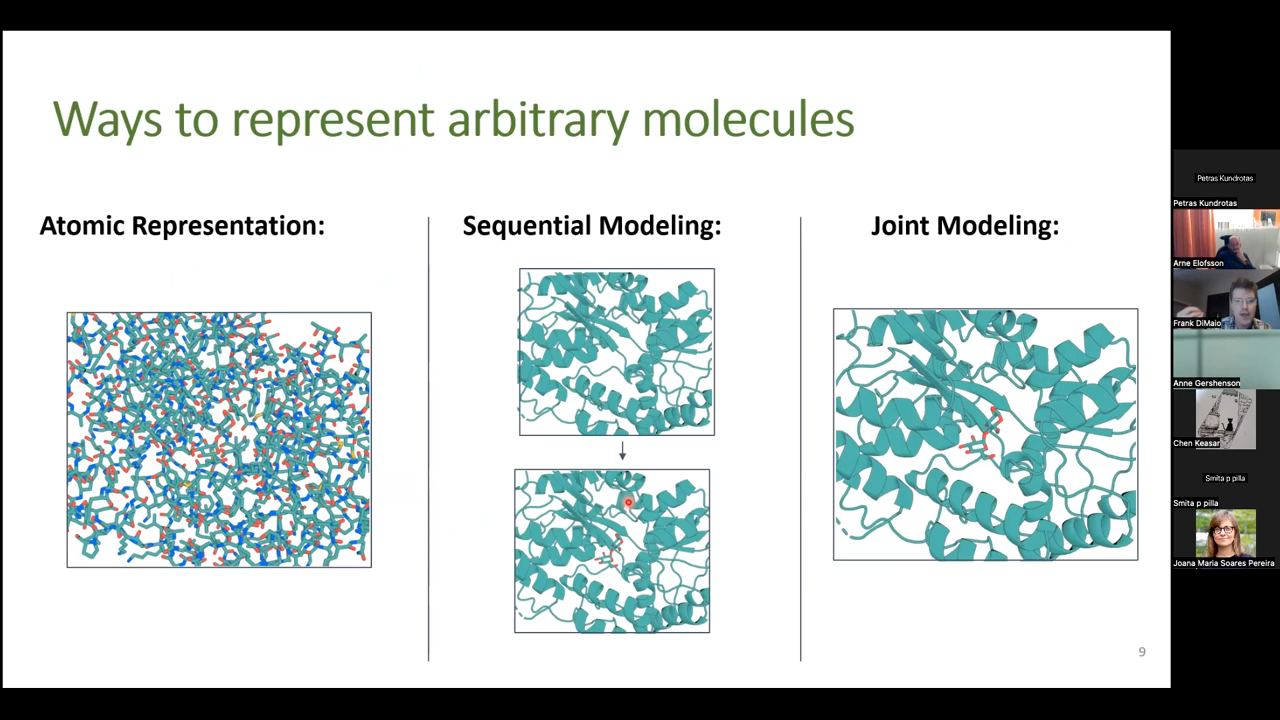 Ways to represent arbitrary molecules
Atomic Representation:
Sequential Modeling:
Joint Modeling:
9
Petras Kundrotas
Petras Kundrotas
Arne Elofsson
Frank DiMaio
Anne Gershenson
Chen Keasar
Smita p pilla
Smita p pilla
Joana Maria Soares Pereira